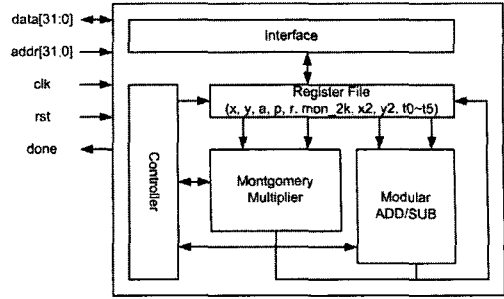 data[31:0]
addr[31,0]
clk
rst
done
Interface
Register File
(x, y, a, p, r, mon_2k, x2, y2, t0~t5)
Controller
Montgomery
Multiplier
Modular
ADD/SUB